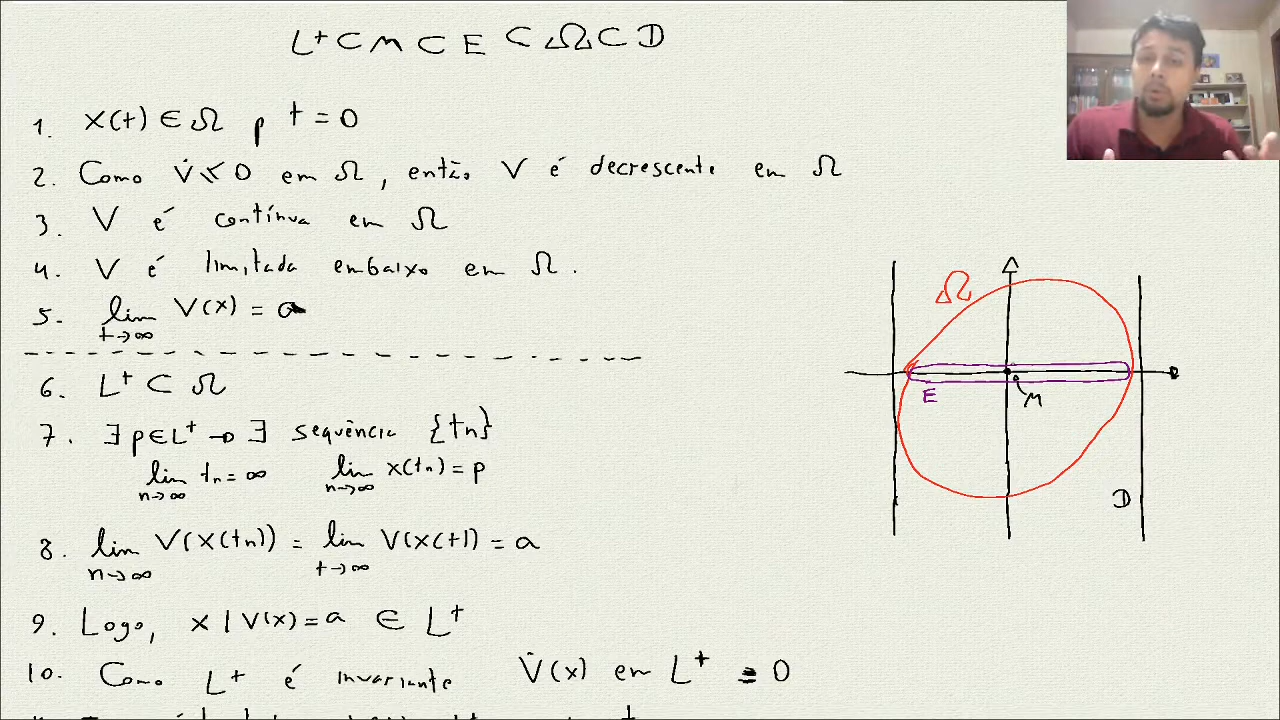 L⁺ ⊂ M ⊂ E ⊂ Ω ⊂ D
1. x(t) ∈ Ω p t = 0
2. Como V̇ ≤ 0 em Ω, então V é decrescente em Ω
3. V é contínua em Ω
4. V é limitada embaixo em Ω.
5. lim V(x) = a
t→∞
6. L⁺ ⊂ Ω
7. ∃ p∈L⁺ → ∃ sequência {tn}
lim tn = ∞ lim x(tn) = p
n→∞ n→∞
8. lim V(x(tn)) = lim V(x(t)) = a
n→∞ t→∞
9. Logo, x | V(x) = a ∈ L⁺
10. Como L⁺ é invariante V̇(x) em L⁺ = 0
Ω
E
M
D